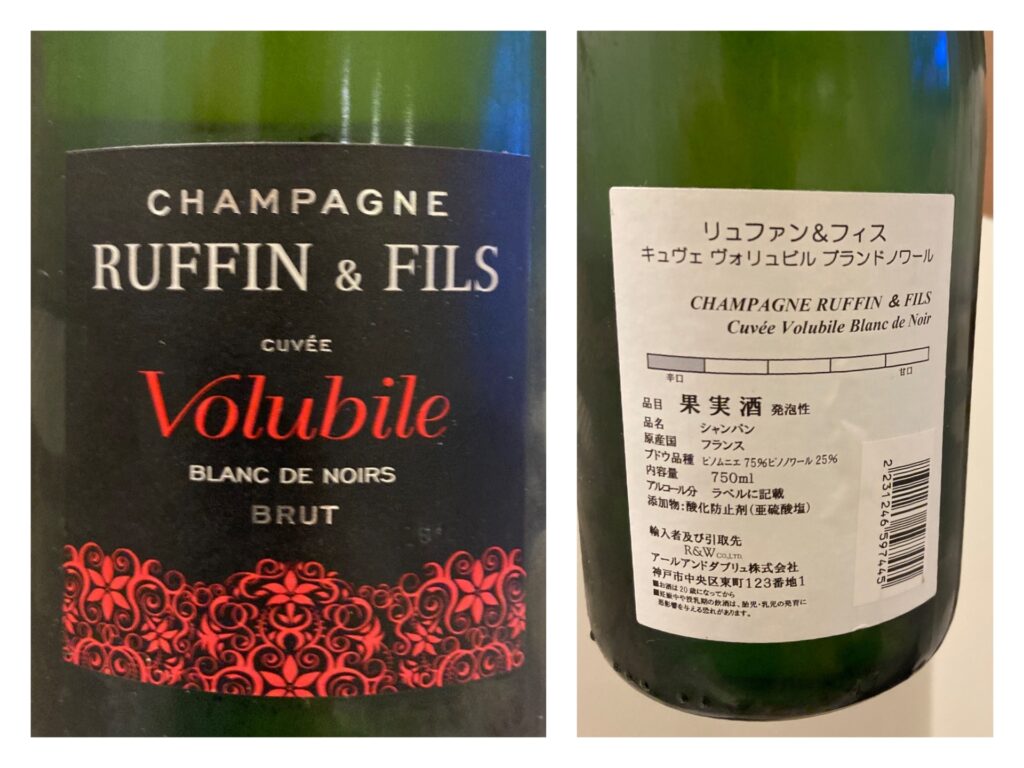 CHAMPAGNE
RUFFIN & FILS
CUVÉE
Volubile
BLANC DE NOIRS
BRUT
リュファン&フィス
キュヴェ ヴォリュビル ブランドノワール
CHAMPAGNE RUFFIN & FILS
Cuvée Volubile Blanc de Noir
辛口 甘口
品目 果実酒 発泡性
品名 シャンパン
原産国 フランス
ブドウ品種 ピノムニエ 75%ピノノワール 25%
内容量 750ml
アルコール分 ラベルに記載
添加物:酸化防止剤(亜硫酸塩)
輸入者及び引取先
R&W CO.,LTD.
アールアンドダブリュ株式会社
神戸市中央区東町123番地1
■お酒は20歳になってから
■妊娠中や授乳期の飲酒は、胎児・乳児の発育に
悪影響を与える恐れがあります。
2231246597445